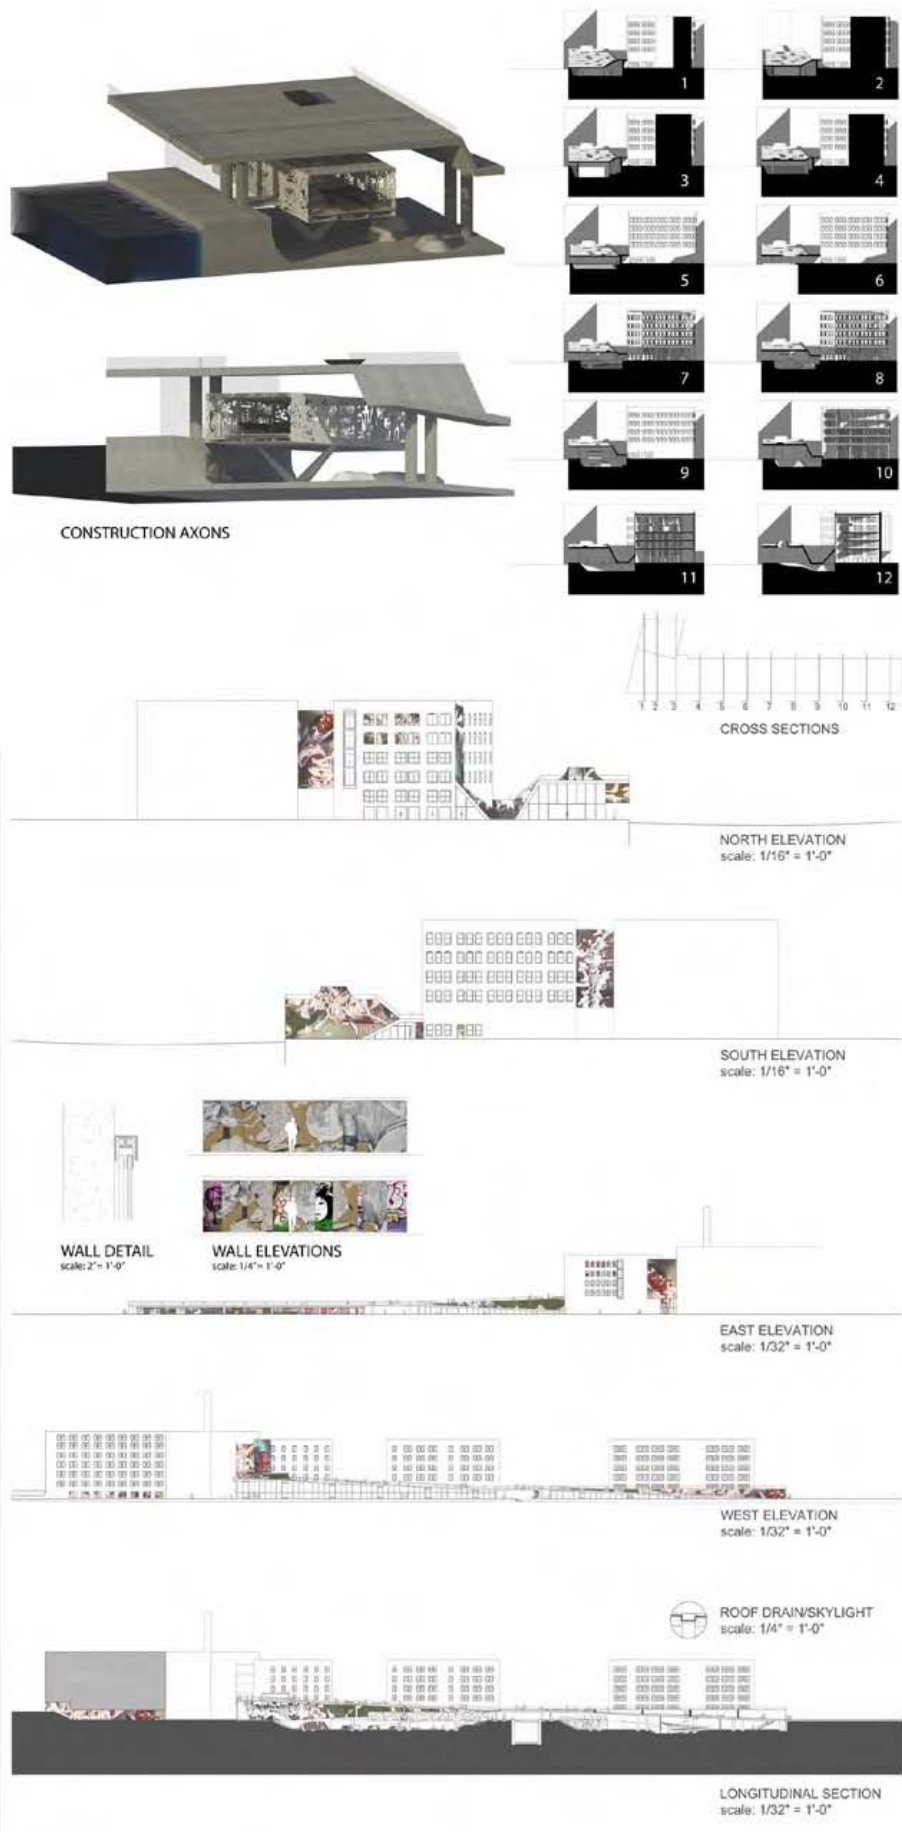 1
2
3
4
5
6
7
8
9
10
11
12
CONSTRUCTION AXONS
1 2 3 4 5 6 7 8 9 10 11 12
CROSS SECTIONS
NORTH ELEVATION
scale: 1/16" = 1'-0"
SOUTH ELEVATION
scale: 1/16" = 1'-0"
WALL DETAIL
scale: 2" = 1'-0"
WALL ELEVATIONS
scale: 1/4" = 1'-0"
EAST ELEVATION
scale: 1/32" = 1'-0"
WEST ELEVATION
scale: 1/32" = 1'-0"
ROOF DRAIN/SKYLIGHT
scale: 1/4" = 1'-0"
LONGITUDINAL SECTION
scale: 1/32" = 1'-0"